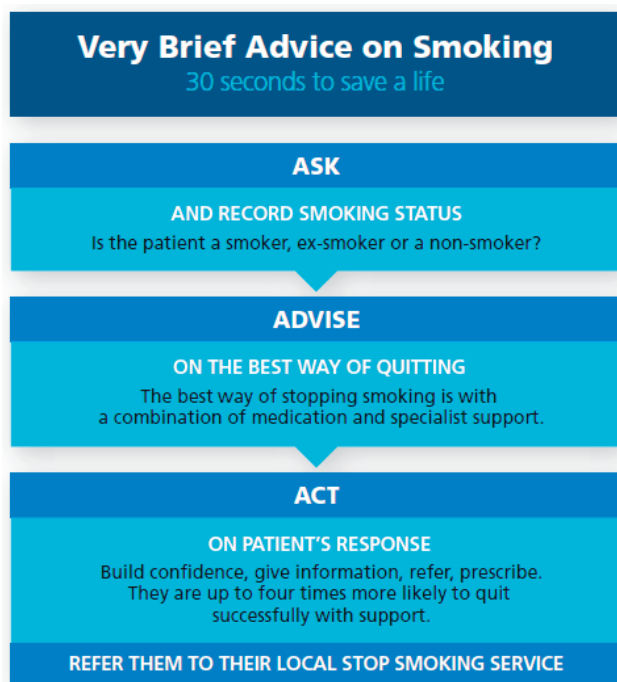 Very Brief Advice on Smoking
30 seconds to save a life
ASK
AND RECORD SMOKING STATUS
Is the patient a smoker, ex-smoker or a non-smoker?
ADVISE
ON THE BEST WAY OF QUITTING
The best way of stopping smoking is with
a combination of medication and specialist support.
ACT
ON PATIENT'S RESPONSE
Build confidence, give information, refer, prescribe.
They are up to four times more likely to quit
successfully with support.
REFER THEM TO THEIR LOCAL STOP SMOKING SERVICE